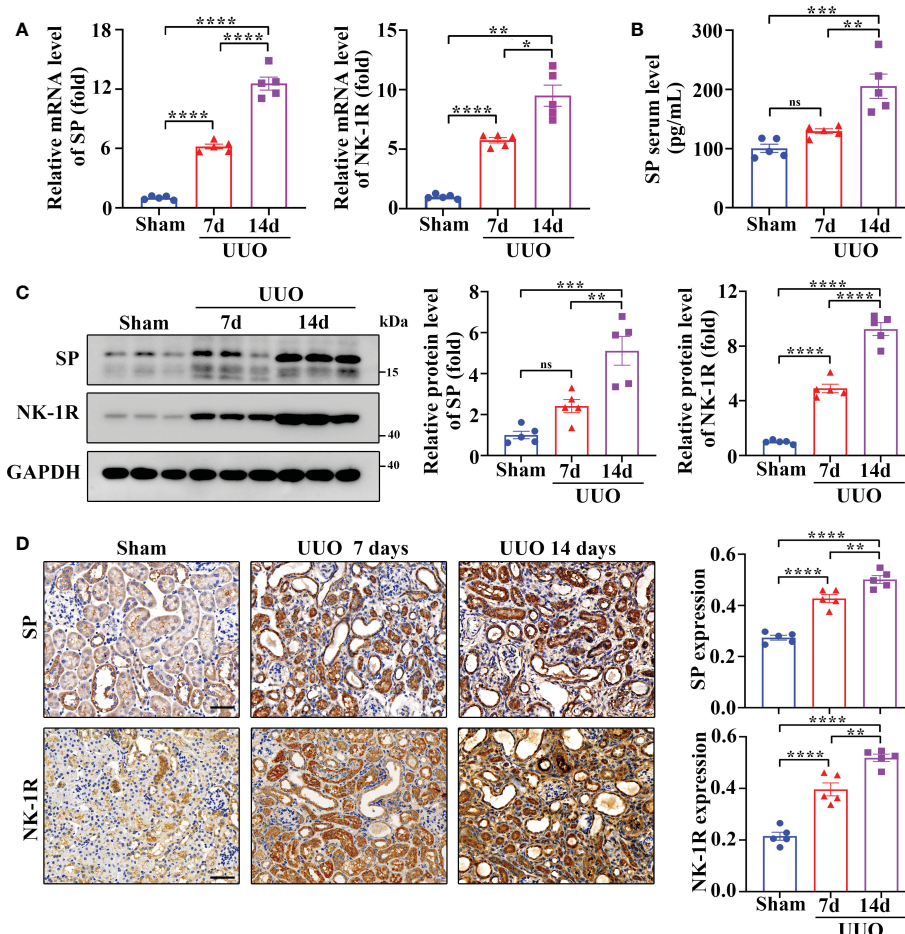 A
Relative mRNA level
of SP (fold)
18
12
6
0
****
****
****
Sham
7d
14d
UUO
Relative mRNA level
of NK-1R (fold)
15
10
5
0
**
*
****
Sham
7d
14d
UUO
B
SP serum level
(pg/mL)
300
200
100
0
***
**
ns
Sham
7d
14d
UUO
C
UUO
Sham
7d
14d
kDa
SP
15
NK-1R
40
GAPDH
40
Relative protein level
of SP (fold)
8
6
4
2
0
***
**
ns
Sham
7d
14d
UUO
Relative protein level
of NK-1R (fold)
12
8
4
0
****
****
****
Sham
7d
14d
UUO
D
Sham
UUO 7 days
UUO 14 days
SP
NK-1R
SP expression
0.6
0.4
0.2
0.0
****
**
****
NK-1R expression
0.6
0.4
0.2
0.0
****
**
****
Sham
7d
14d
UUO